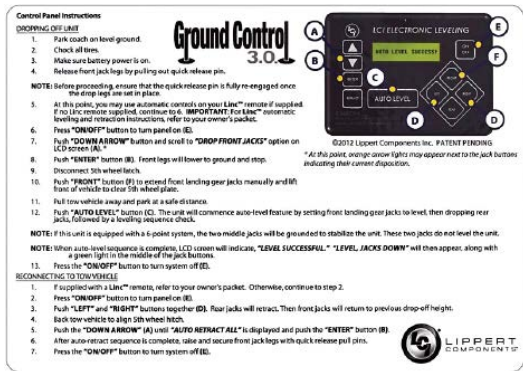 Control Panel Instructions
DROPPING OFF UNIT
1. Park coach on level ground.
2. Chock all tires.
3. Make sure battery power is on.
4. Release front jack legs by pulling out quick release pin.
NOTE: Before proceeding, ensure that the quick release pin is fully re-engaged once
the drop legs are set in place.
5. At this point, you may use automatic controls on your Linc™ remote if supplied.
If no Linc remote supplied, continue to 6. IMPORTANT: For Linc™ automatic
leveling and retraction instructions, refer to your owner's packet.
6. Press "ON/OFF" button to turn panel on (E).
7. Push "DOWN ARROW" button and scroll to "DROP FRONT JACKS" option on
LCD screen (A). *
8. Push "ENTER" button (B). Front legs will lower to ground and stop.
9. Disconnect 5th wheel latch.
10. Push "FRONT" button (F) to extend front landing gear jacks manually and lift
front of vehicle to clear 5th wheel plate.
11. Pull tow vehicle away and park at a safe distance.
12. Push "AUTO LEVEL" button (C). The unit will commence auto-level feature by setting front landing gear jacks to level, then dropping rear
jacks, followed by a leveling sequence check.
NOTE: If this unit is equipped with a 6-point system, the two middle jacks will be grounded to stabilize the unit. These two jacks do not level the unit.
NOTE: When auto-level sequence is complete, LCD screen will indicate, "LEVEL SUCCESSFUL." "LEVEL, JACKS DOWN" will then appear, along with
a green light in the middle of the jack buttons.
13. Press the "ON/OFF" button to turn system off (E).
RECONNECTING TO TOW VEHICLE
1. If supplied with a Linc™ remote, refer to your owner's packet. Otherwise, continue to step 2.
2. Press "ON/OFF" button to turn panel on (E).
3. Push "LEFT" and "RIGHT" buttons together (D). Rear jacks will retract. Then front jacks will return to previous drop-off height.
4. Back tow vehicle to align 5th wheel hitch.
5. Push the "DOWN ARROW" (A) until "AUTO RETRACT ALL" is displayed and push the "ENTER" button (B).
6. After auto-retract sequence is complete, raise and secure front jack legs with quick release pull pins.
7. Press the "ON/OFF" button to turn system off (E).
Ground Control
3.0
A
B
C
D
D
E
F
LCI ELECTRONIC LEVELING
AUTO LEVEL SUCCESSF
AUTO LEVEL
©2012 Lippert Components Inc. PATENT PENDING
* At this point, orange arrow lights may appear next to the jack buttons
indicating their current disposition.
LIPPERT
COMPONENTS